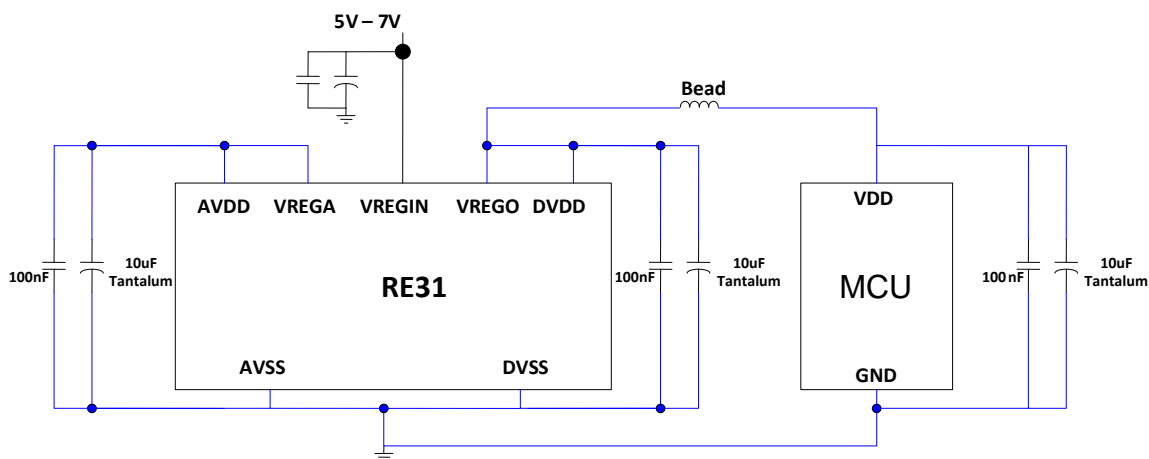 5V – 7V
Bead
AVDD VREGA VREGIN VREGO DVDD
VDD
100nF
10uF
Tantalum
RE31
100nF
10uF
Tantalum
MCU
100nF
10uF
Tantalum
AVSS
DVSS
GND